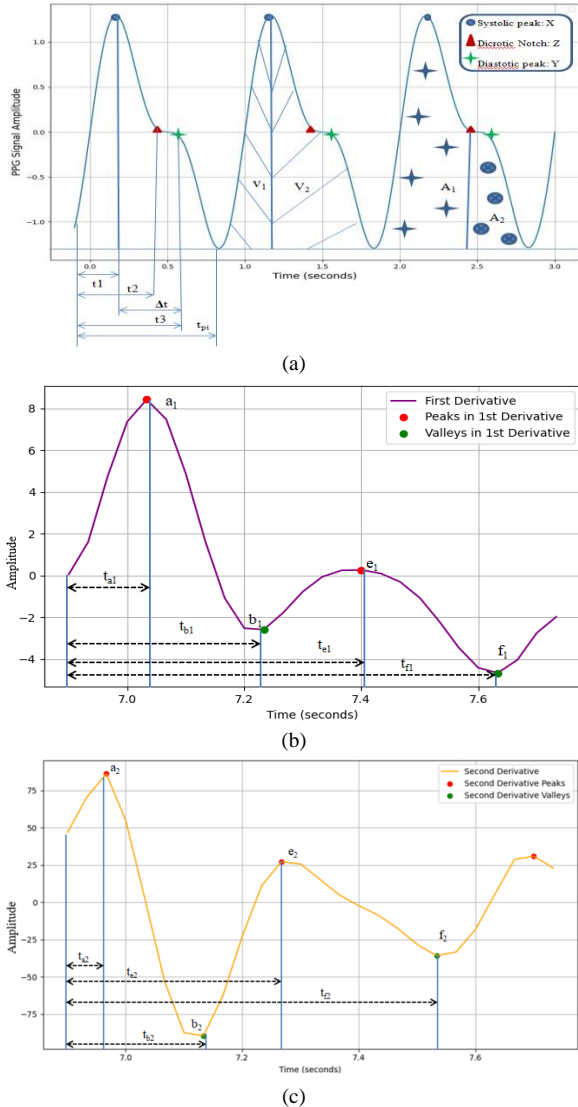 Systolic peak: X
Dicrotic Notch: Z
Diastotic peak: Y
PPG Signal Amplitude
1.0
0.5
0.0
−0.5
−1.0
V1
V2
A1
A2
0.0
0.5
1.0
1.5
2.0
2.5
3.0
Time (seconds)
t1
t2
Δt
t3
tpi
(a)
First Derivative
Peaks in 1st Derivative
Valleys in 1st Derivative
Amplitude
8
6
4
2
0
−2
−4
a1
b1
e1
f1
ta1
tb1
te1
tf1
7.0
7.2
7.4
7.6
Time (seconds)
(b)
Second Derivative
Second Derivative Peaks
Second Derivative Valleys
Amplitude
75
50
25
0
−25
−50
−75
a2
e2
f2
b2
ta2
te2
tf2
tb2
7.0
7.2
7.4
7.6
Time (seconds)
(c)